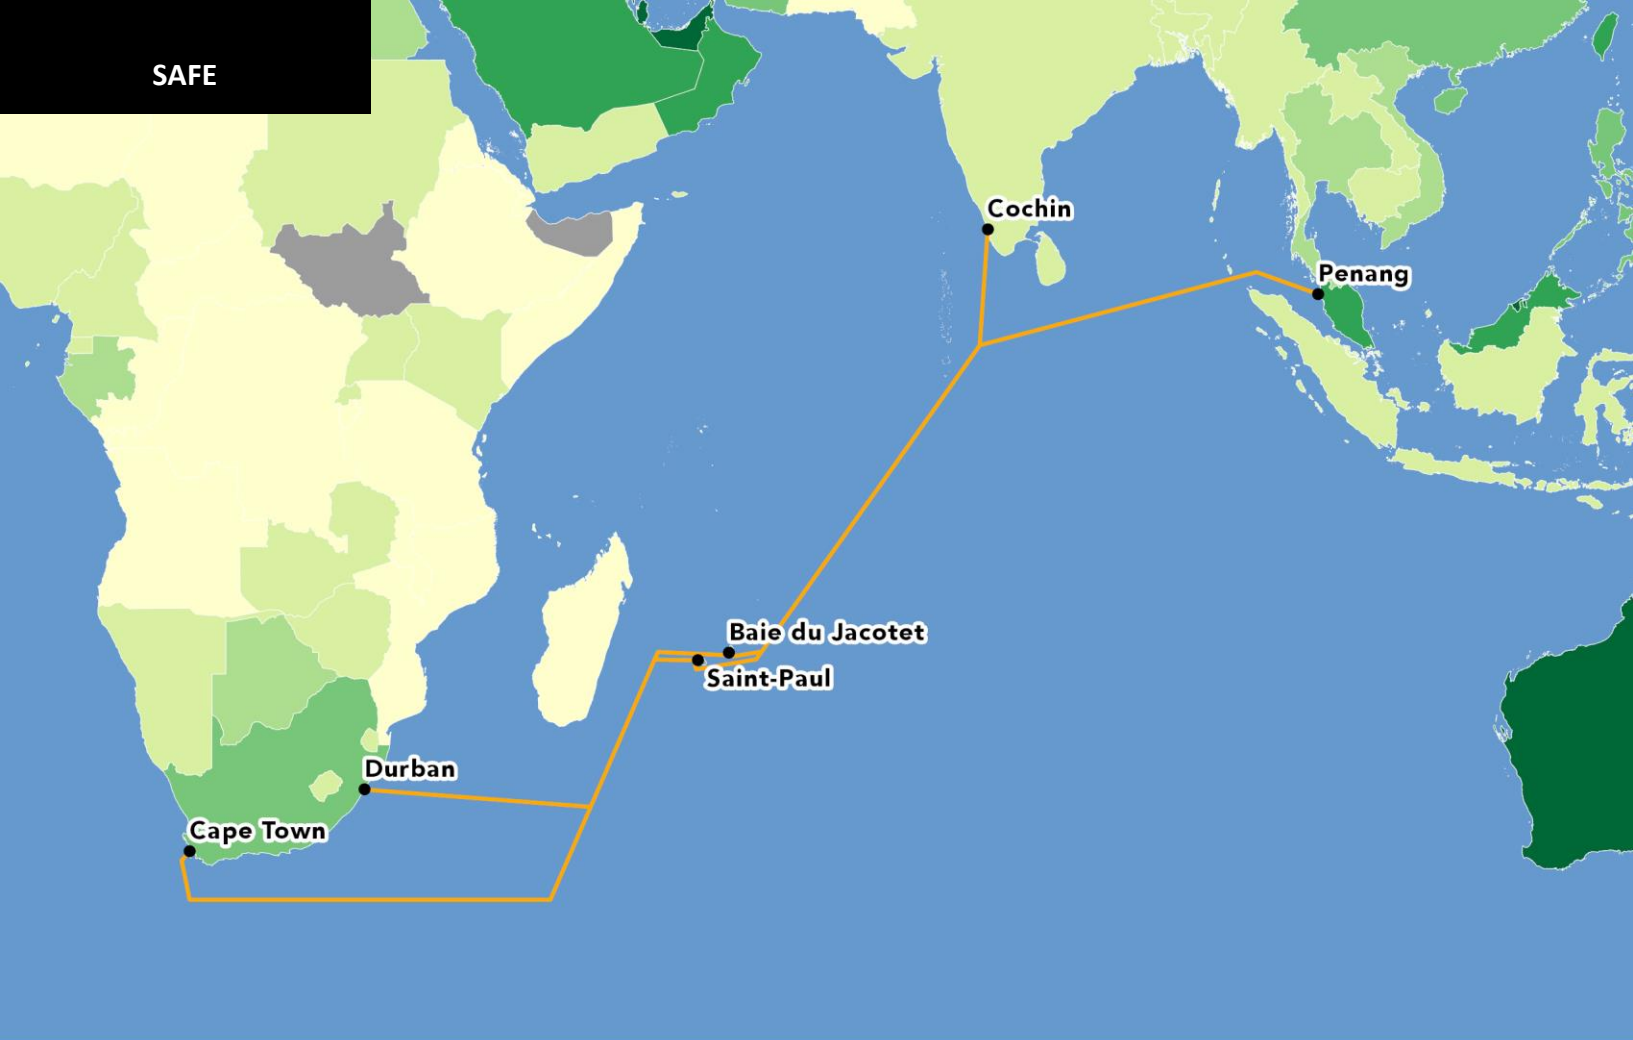 SAFE
Cochin
Penang
Baie du Jacotet
Saint-Paul
Durban
Cape Town